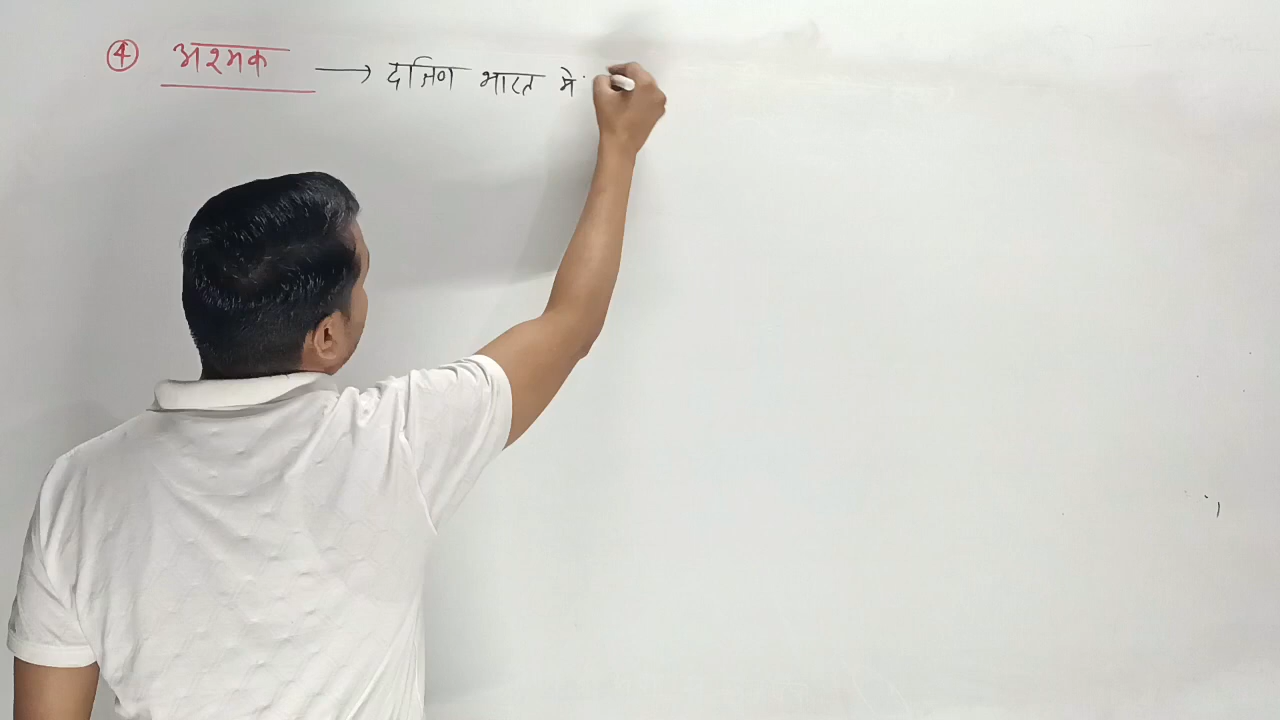 ④ अश्मक → दक्षिण भारत में